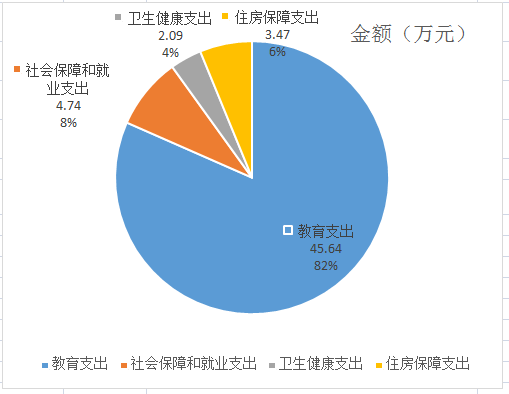 金额（万元）
卫生健康支出
2.09
4%
住房保障支出
3.47
6%
社会保障和就
业支出
4.74
8%
教育支出
45.64
82%
教育支出 社会保障和就业支出 卫生健康支出 住房保障支出